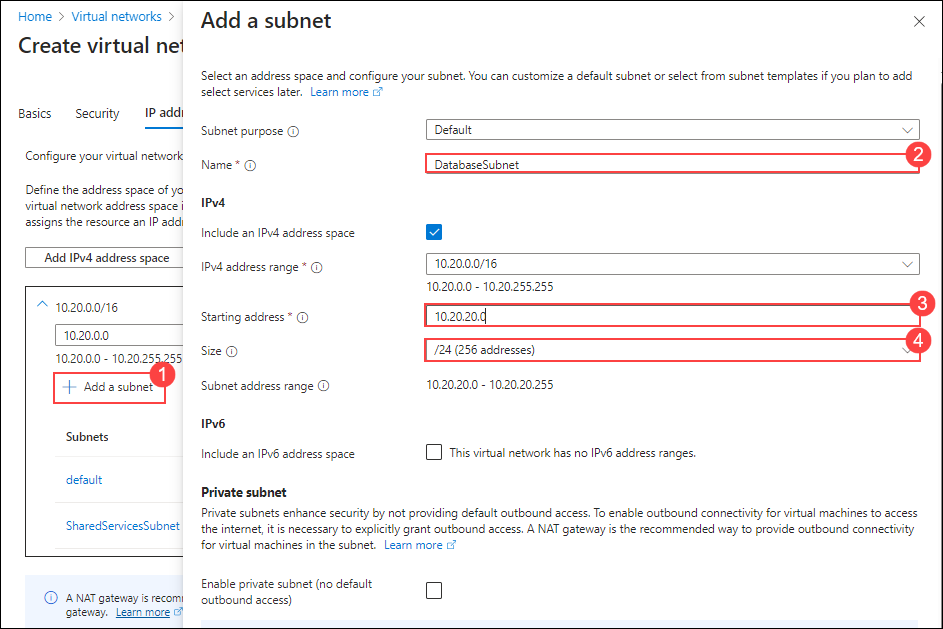 Home > Virtual networks >
Create virtual net
Basics Security IP addr
Configure your virtual network
Define the address space of yo
virtual network address space i
assigns the resource an IP addr
Add IPv4 address space
10.20.0.0/16
10.20.0.0
10.20.0.0 - 10.20.255.255
Add a subnet
1
Subnets
default
SharedServicesSubnet
A NAT gateway is recom
gateway. Learn more
Add a subnet
Select an address space and configure your subnet. You can customize a default subnet or select from subnet templates if you plan to add
select services later. Learn more
Subnet purpose Default
Name * DatabaseSubnet
2
IPv4
Include an IPv4 address space
IPv4 address range * 10.20.0.0/16
10.20.0.0 - 10.20.255.255
Starting address * 10.20.20.0
3
Size /24 (256 addresses)
4
Subnet address range 10.20.20.0 - 10.20.20.255
IPv6
Include an IPv6 address space This virtual network has no IPv6 address ranges.
Private subnet
Private subnets enhance security by not providing default outbound access. To enable outbound connectivity for virtual machines to access
the internet, it is necessary to explicitly grant outbound access. A NAT gateway is the recommended way to provide outbound connectivity
for virtual machines in the subnet. Learn more
Enable private subnet (no default
outbound access)